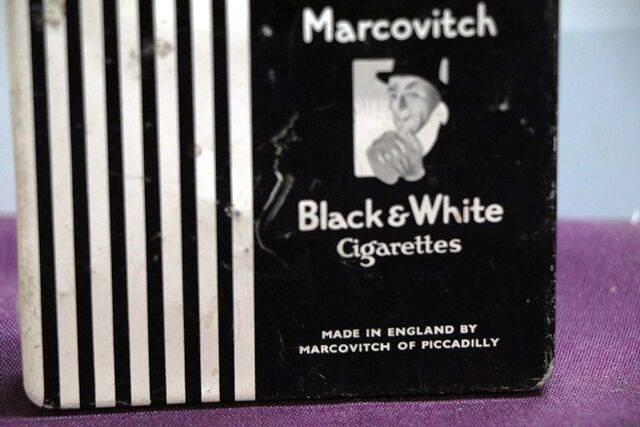 Marcovitch
Black & White
Cigarettes
MADE IN ENGLAND BY
MARCOVITCH OF PICCADILLY